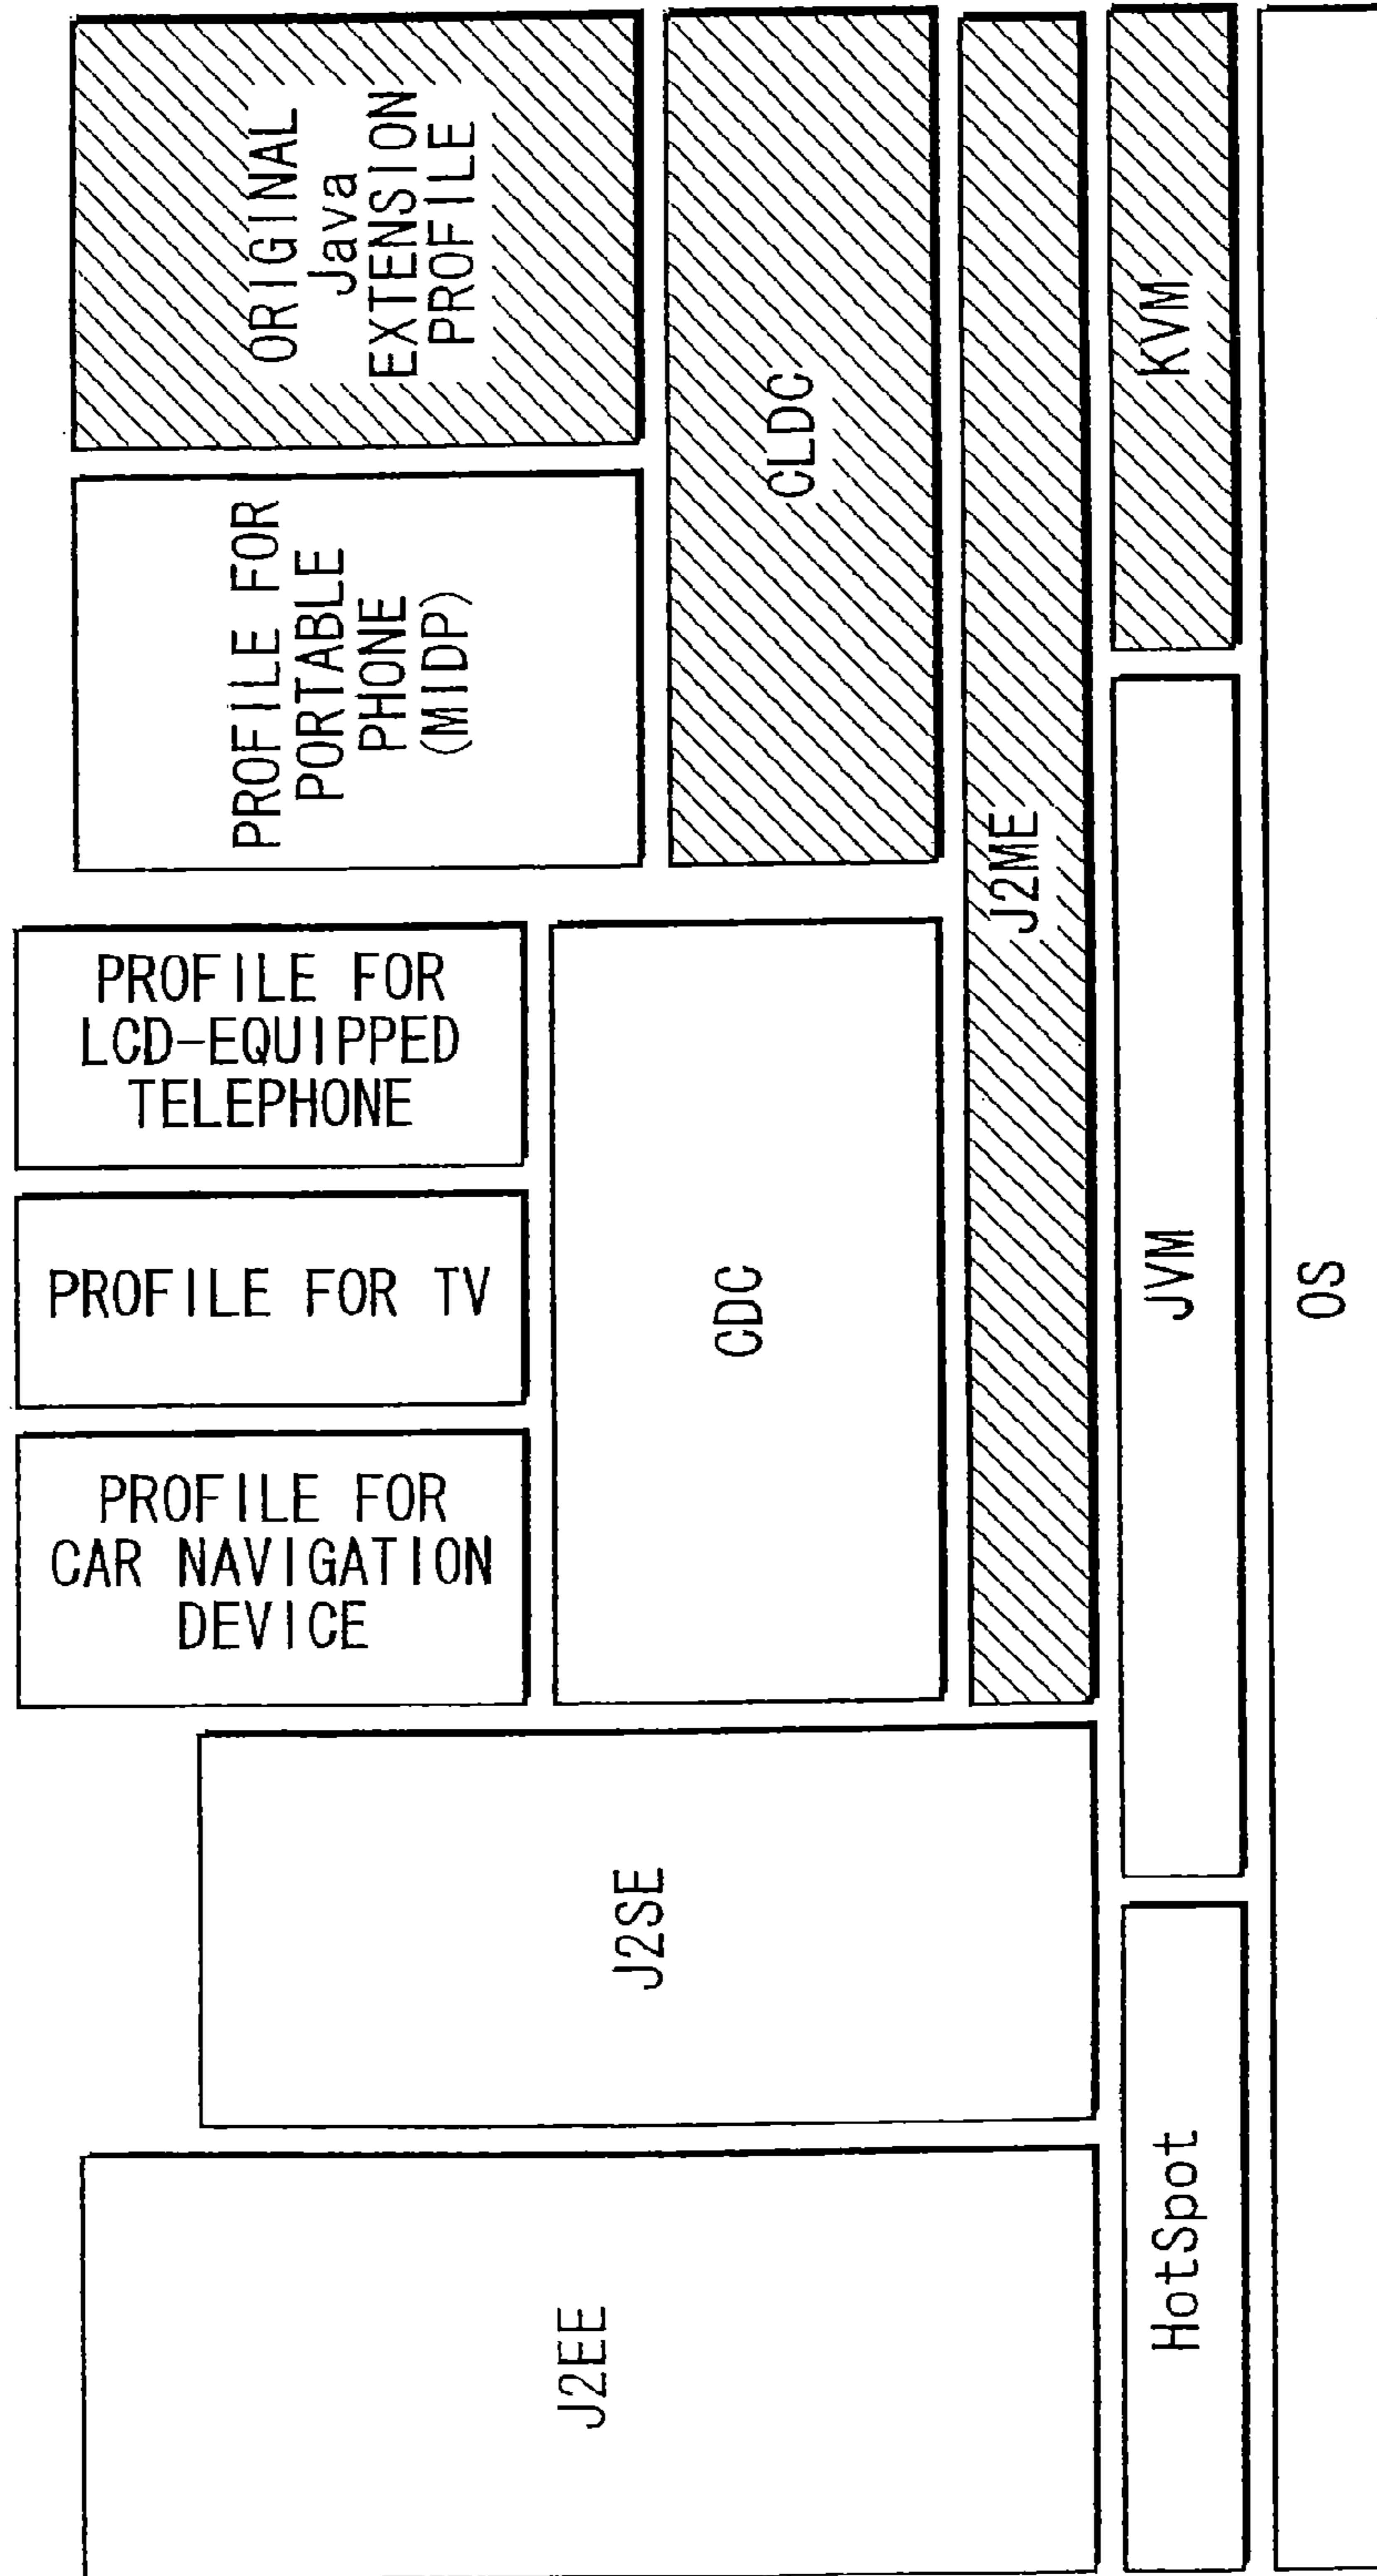 ORIGINAL
Java
EXTENSION
PROFILE
PROFILE FOR
PORTABLE
PHONE
(MIDP)
CLDC
KVM
PROFILE FOR
LCD-EQUIPPED
TELEPHONE
PROFILE FOR TV
PROFILE FOR
CAR NAVIGATION
DEVICE
CDC
J2ME
JVM
OS
J2SE
J2EE
HotSpot